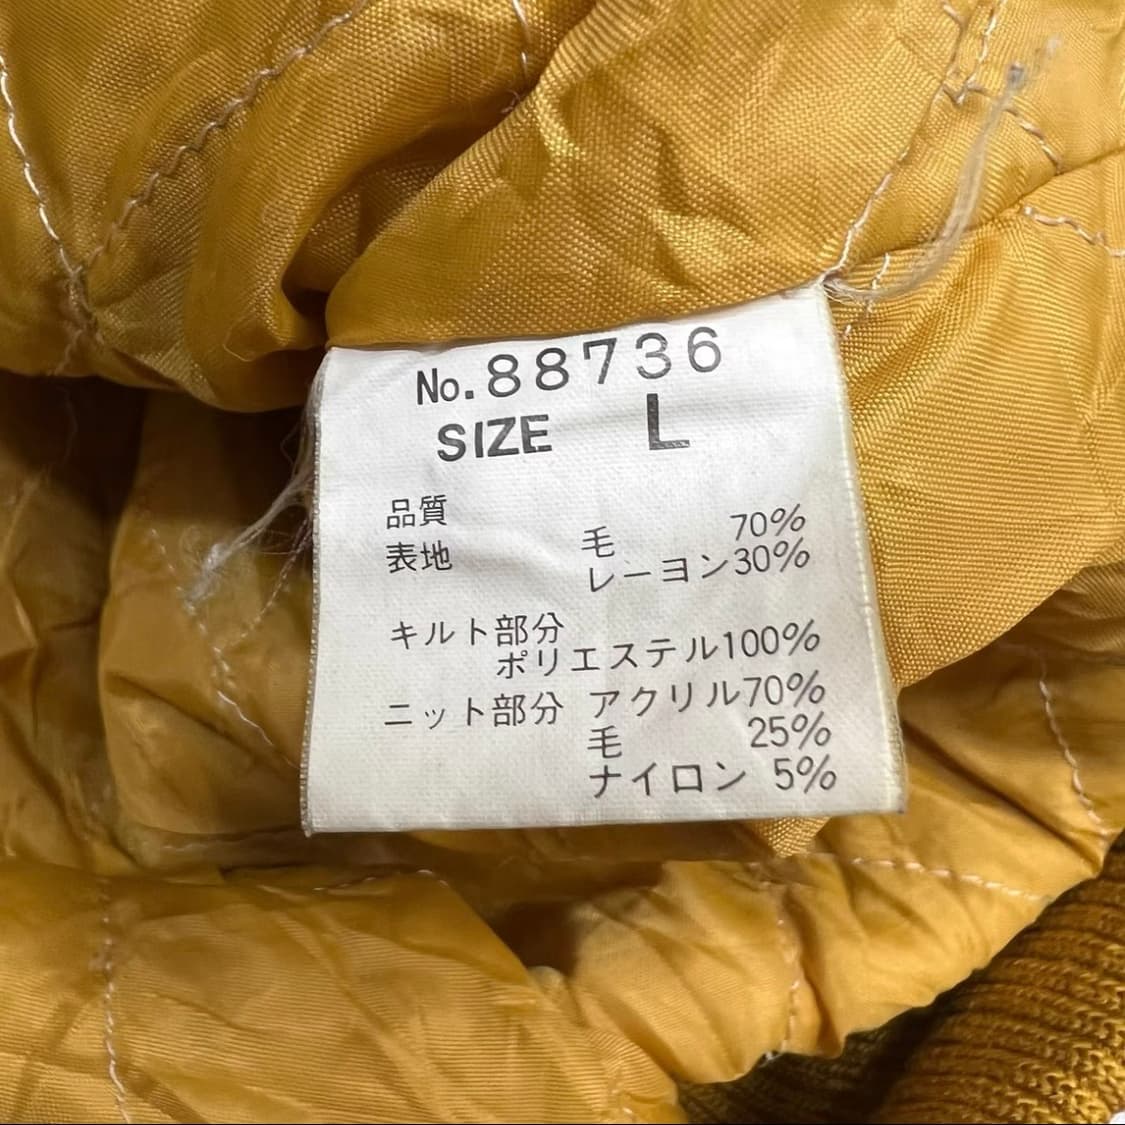 No.88736
SIZE L
品質
表地 毛 70%
レーヨン30%
キルト部分
ポリエステル100%
ニット部分 アクリル70%
毛 25%
ナイロン 5%